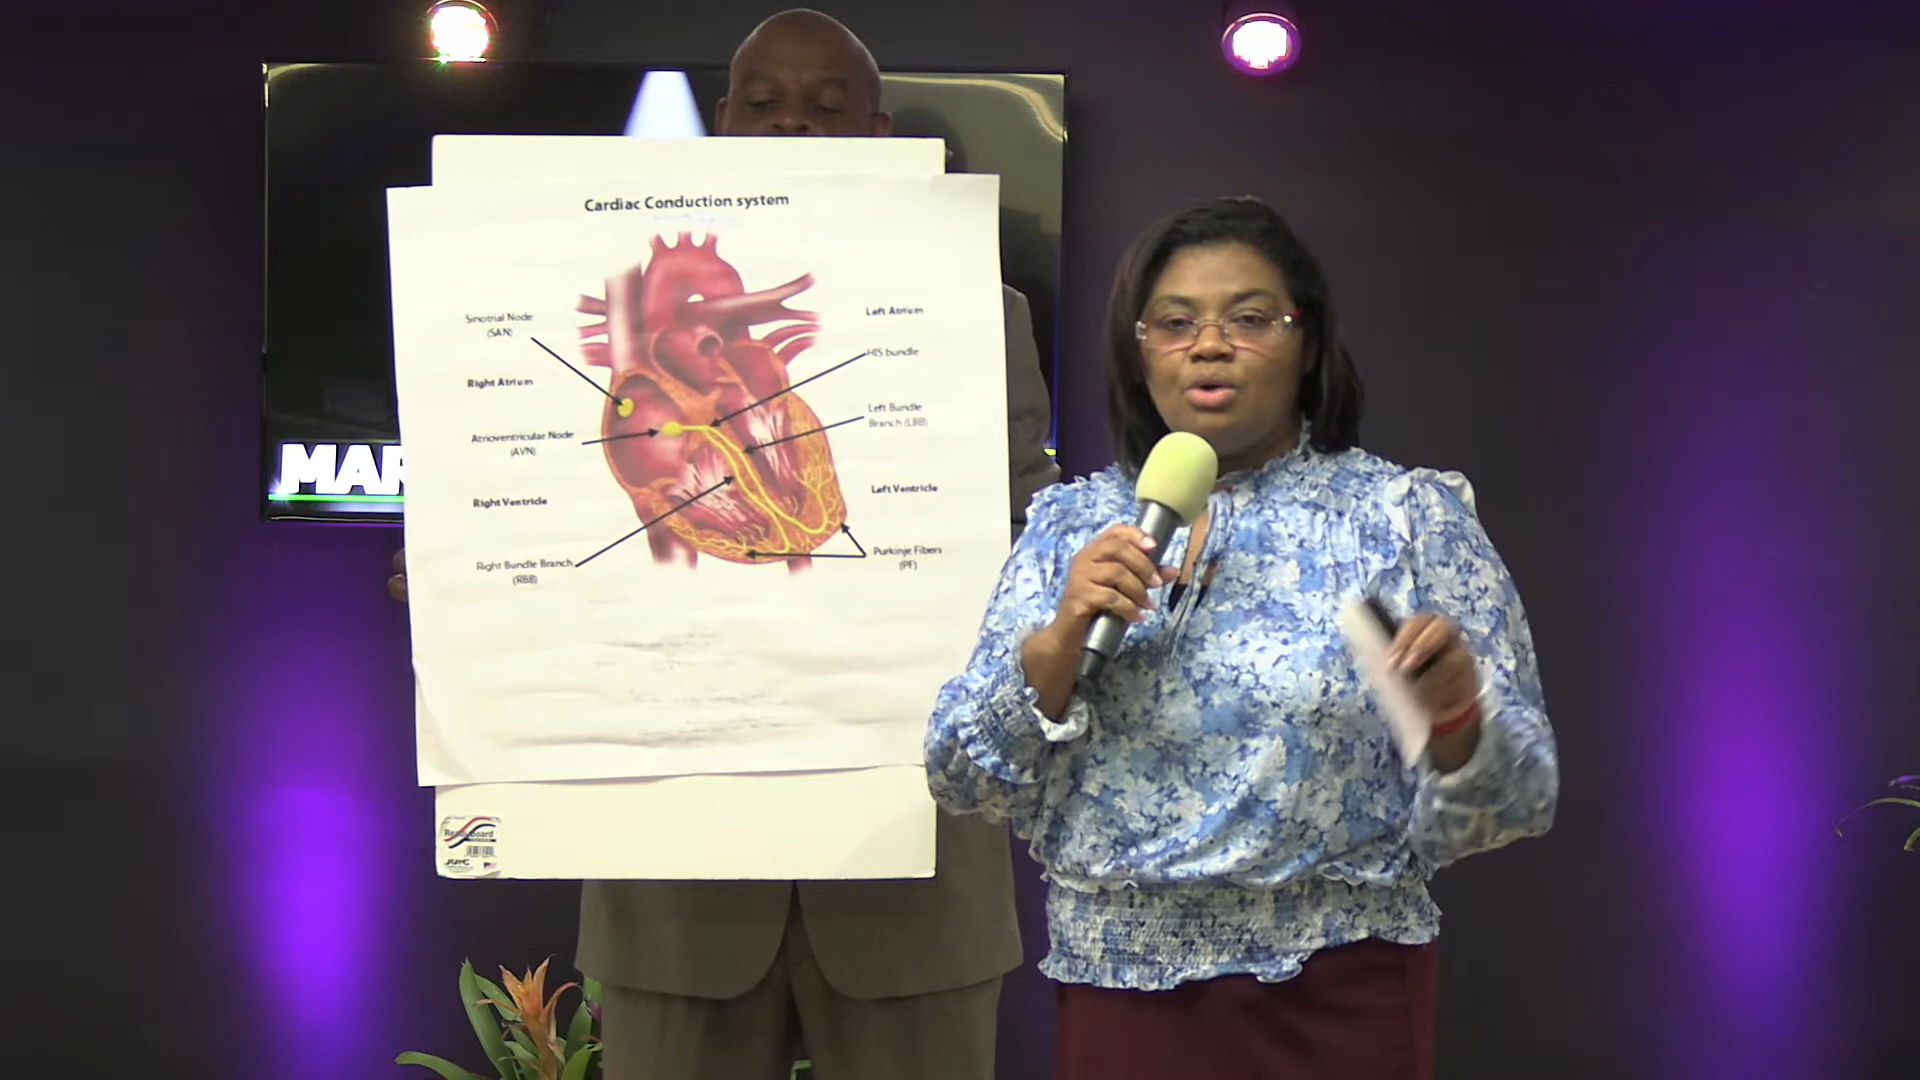 Cardiac Conduction system
Sinotrial Node
(SAN)
Left Atrium
HIS bundle
Right Atrium
Left Bundle
Branch (LBB)
Atrioventricular Node
(AVN)
Left Ventricle
Right Ventricle
Purkinje Fibers
(PF)
Right Bundle Branch
(RBB)
MAR